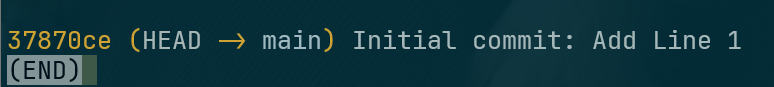 37870ce (HEAD -> main) Initial commit: Add Line 1
(END)